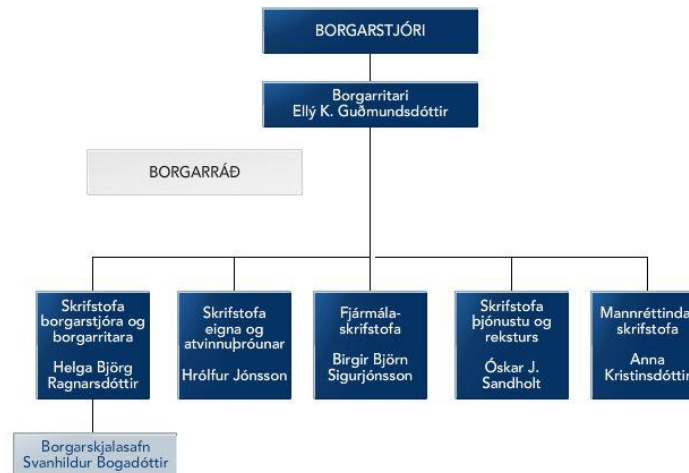 BORGARSTJÓRI
Borgarritari
Ellý K. Guðmundsdóttir
BORGARRÁÐ
Skrifstofa
borgarstjóra og
borgarritara
Helga Björg
Ragnarsdóttir
Skrifstofa
eigna og
atvinnuþróunar
Hrólfur Jónsson
Fjármála-
skrifstofa
Birgir Björn
Sigurjónsson
Skrifstofa
þjónustu og
reksturs
Óskar J.
Sandholt
Mannréttinda-
skrifstofa
Anna
Kristinsdóttir
Borgarskjalasafn
Svanhildur Bogadóttir